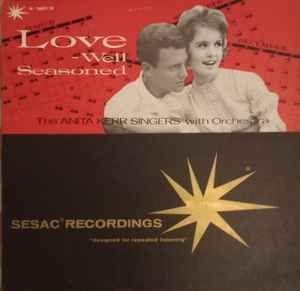 Love
-Well
Seasoned
The ANITA KERR SINGERS with Orchestra
SESAC® RECORDINGS
"designed for repeated listening"